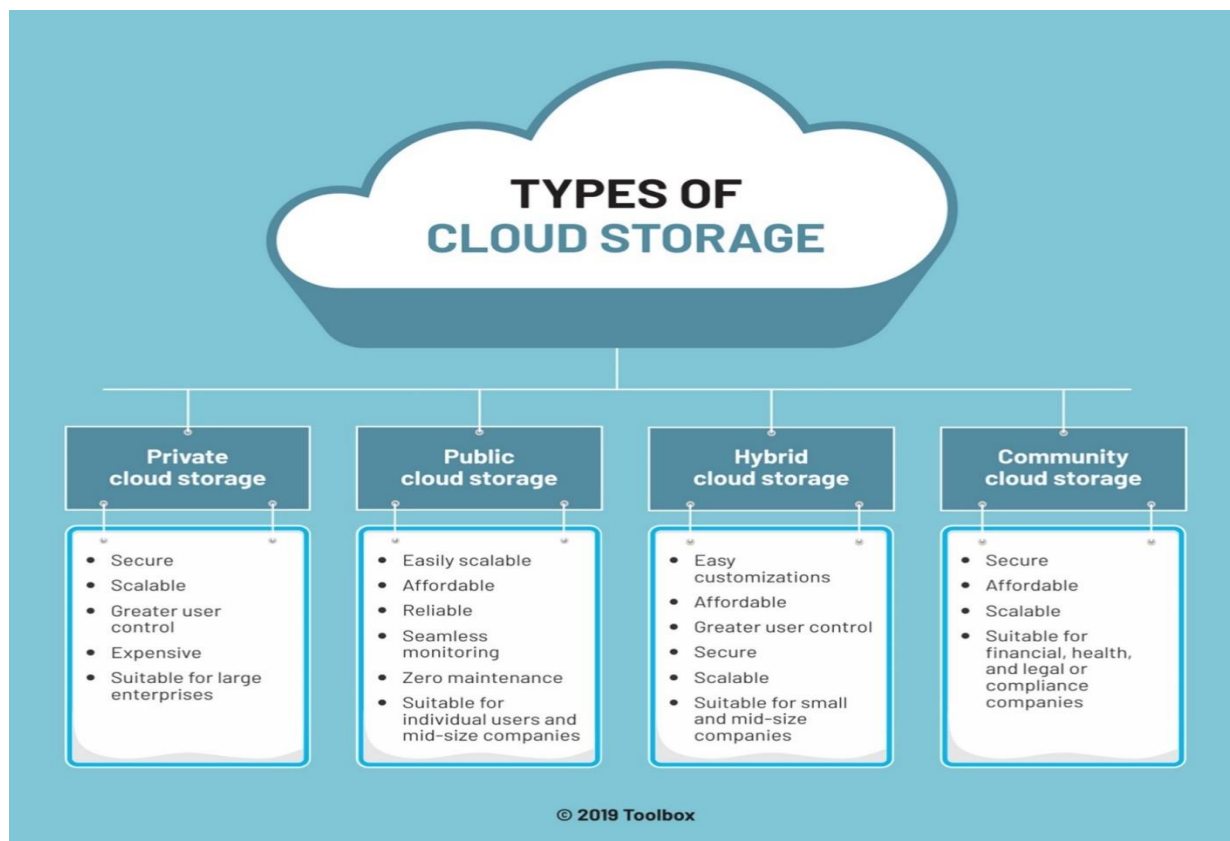 TYPES OF
CLOUD STORAGE
Private
cloud storage
• Secure
• Scalable
• Greater user
control
• Expensive
• Suitable for large
enterprises
Public
cloud storage
• Easily scalable
• Affordable
• Reliable
• Seamless
monitoring
• Zero maintenance
• Suitable for
individual users and
mid-size companies
Hybrid
cloud storage
• Easy
customizations
• Affordable
• Greater user control
• Secure
• Scalable
• Suitable for small
and mid-size
companies
Community
cloud storage
• Secure
• Affordable
• Scalable
• Suitable for
financial, health,
and legal or
compliance
companies
© 2019 Toolbox